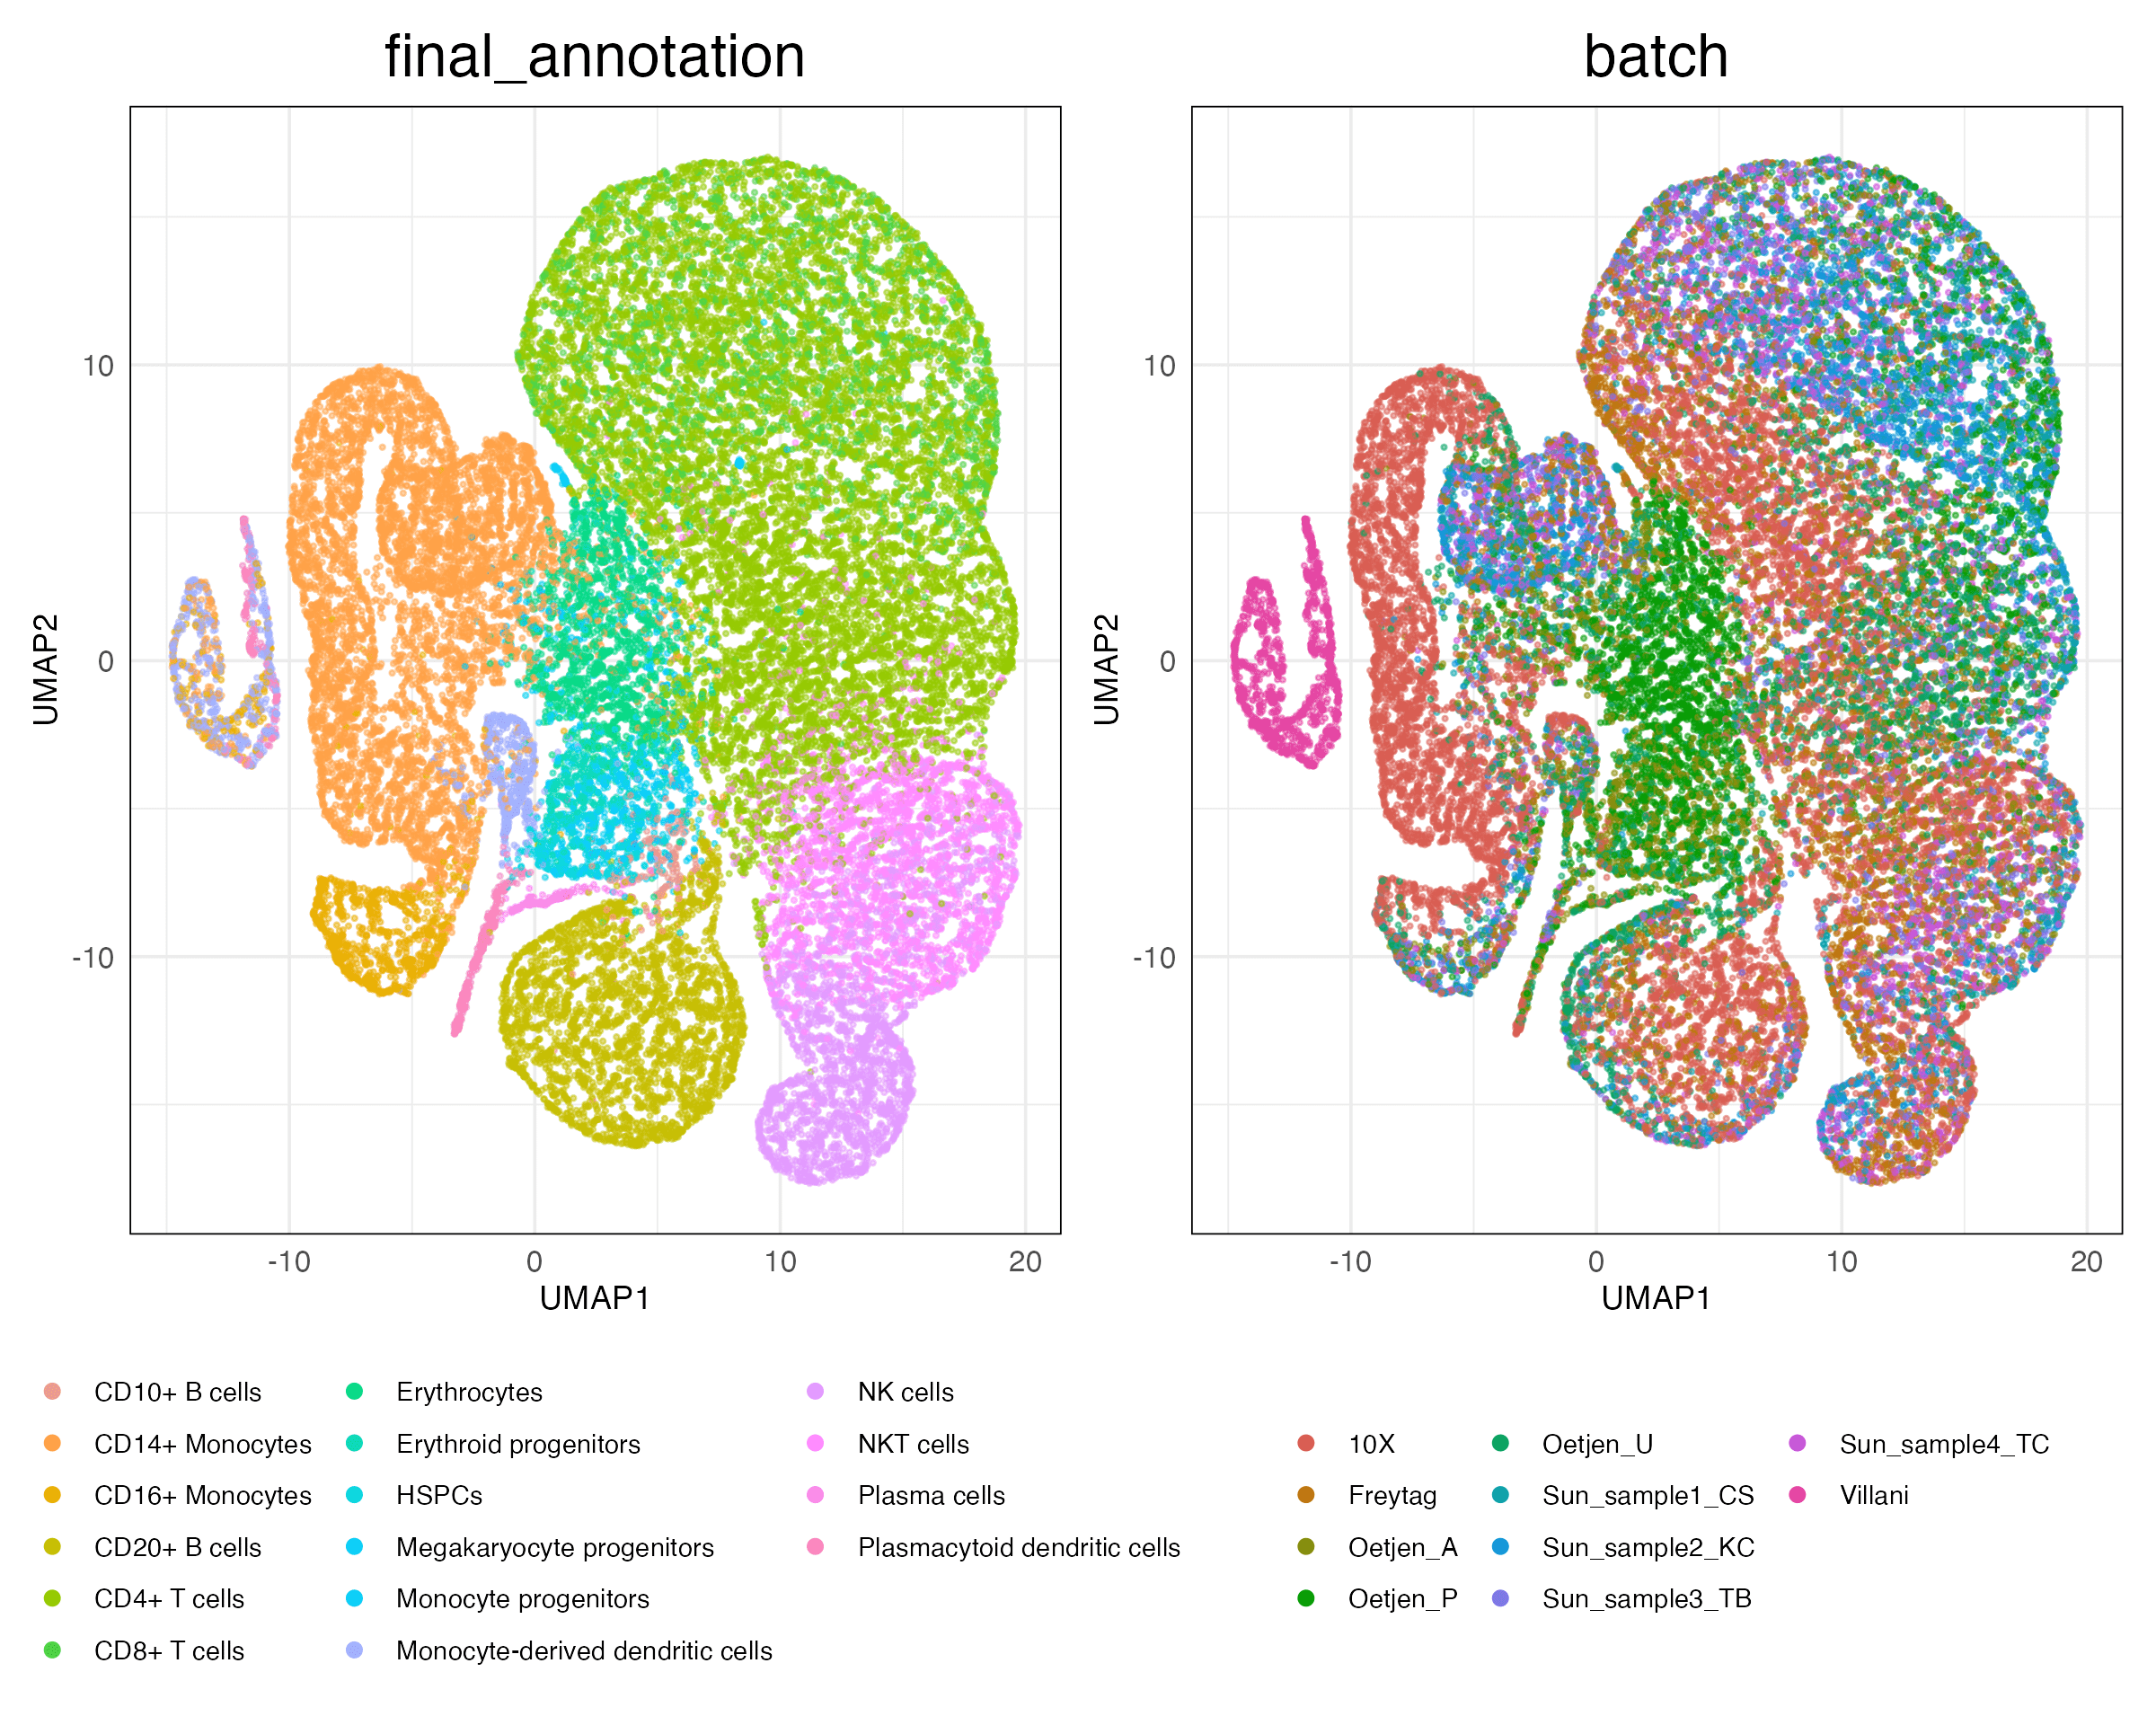 final_annotation
batch
UMAP2
10
0
-10
-10
0
10
20
UMAP1
UMAP2
10
0
-10
-10
0
10
20
UMAP1
CD10+ B cells
CD14+ Monocytes
CD16+ Monocytes
CD20+ B cells
CD4+ T cells
CD8+ T cells
Erythrocytes
Erythroid progenitors
HSPCs
Megakaryocyte progenitors
Monocyte progenitors
Monocyte-derived dendritic cells
NK cells
NKT cells
Plasma cells
Plasmacytoid dendritic cells
10X
Freytag
Oetjen_A
Oetjen_P
Oetjen_U
Sun_sample1_CS
Sun_sample2_KC
Sun_sample3_TB
Sun_sample4_TC
Villani